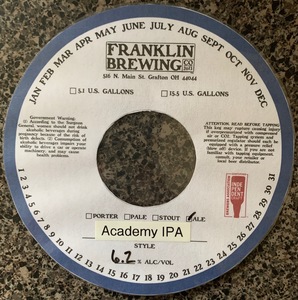 JAN FEB MAR APR MAY JUNE JULY AUG SEPT OCT NOV DEC
FRANKLIN
BREWING CO
516 N. Main St. Grafton OH 44044
5.1 U.S. GALLONS
15.5 U.S. GALLONS
Government Warning:
(1) According to the Surgeon
General women should not drink
alcoholic beverages during
pregnancy because of the risk of
birth defects. (2) Consumption of
alcoholic beverages impairs your
ability to drive a car or operate
machinery, and may cause
health problems.
ATTENTION: READ BEFORE TAPPING
This keg may rupture causing injury
if overpressurized with compressed
air or CO2. Tapping system and
pressurized regulator should each be
equipped with a pressure relief
blow off device. If you are not
familiar with tapping equipment,
consult your retailer or
beer distributor.
INDEPENDENT
PORTER PALE STOUT ALE
Academy IPA
STYLE
6.2 % ALC/VOL
1 2 3 4 5 6 7 8 9 10 11 12 13 14 15 16 17 18 19 20 21 22 23 24 25 26 27 28 29 30 31